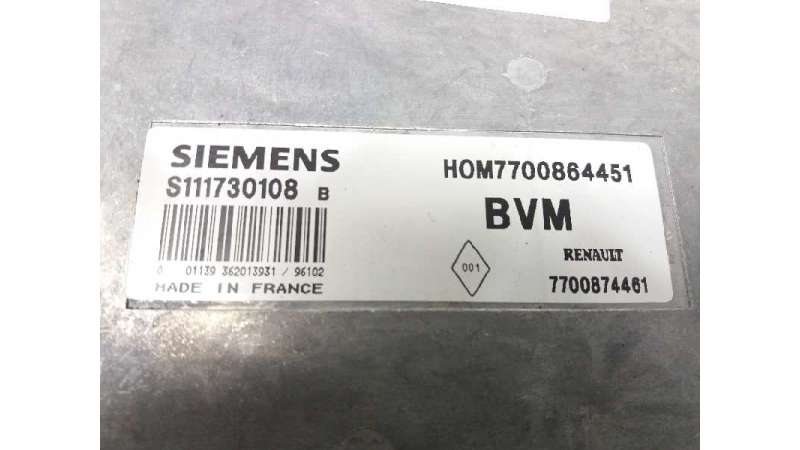 SIEMENS
S111730108 B
0 01139 362013931 / 96102
MADE IN FRANCE
HOM7700864451
BVM
001
RENAULT
7700874461